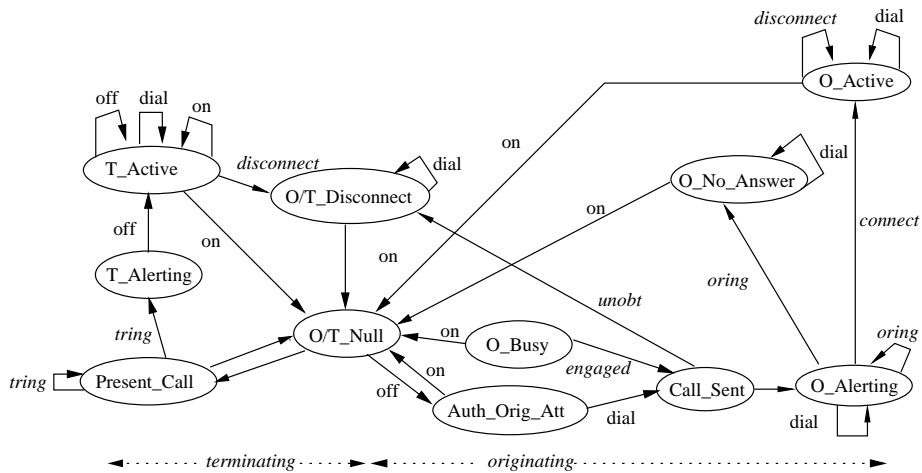 disconnect
dial
O_Active
off
dial
on
T_Active
disconnect
dial
O/T_Disconnect
on
O_No_Answer
dial
off
on
on
on
connect
T_Alerting
unobt
oring
tring
O/T_Null
on
O_Busy
engaged
oring
tring
Present_Call
off
on
Auth_Orig_Att
dial
Call_Sent
O_Alerting
dial
terminating
originating